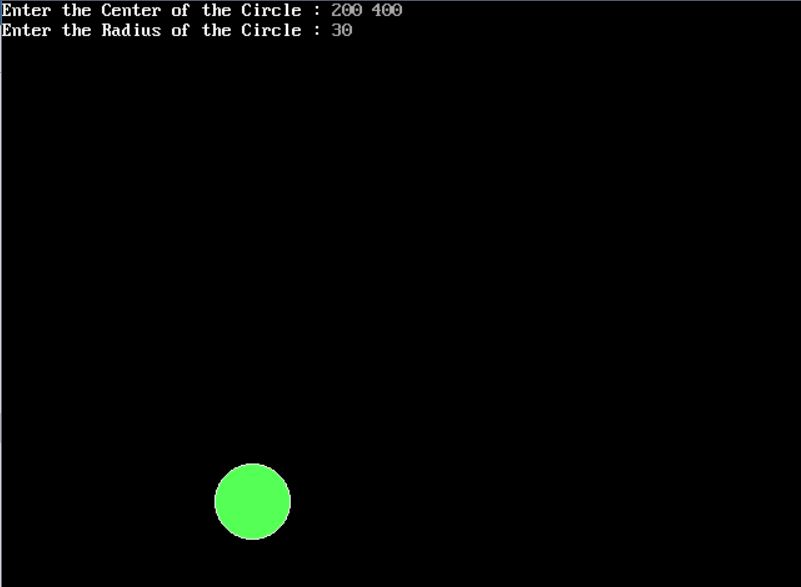 Enter the Center of the Circle : 200 400
Enter the Radius of the Circle : 30